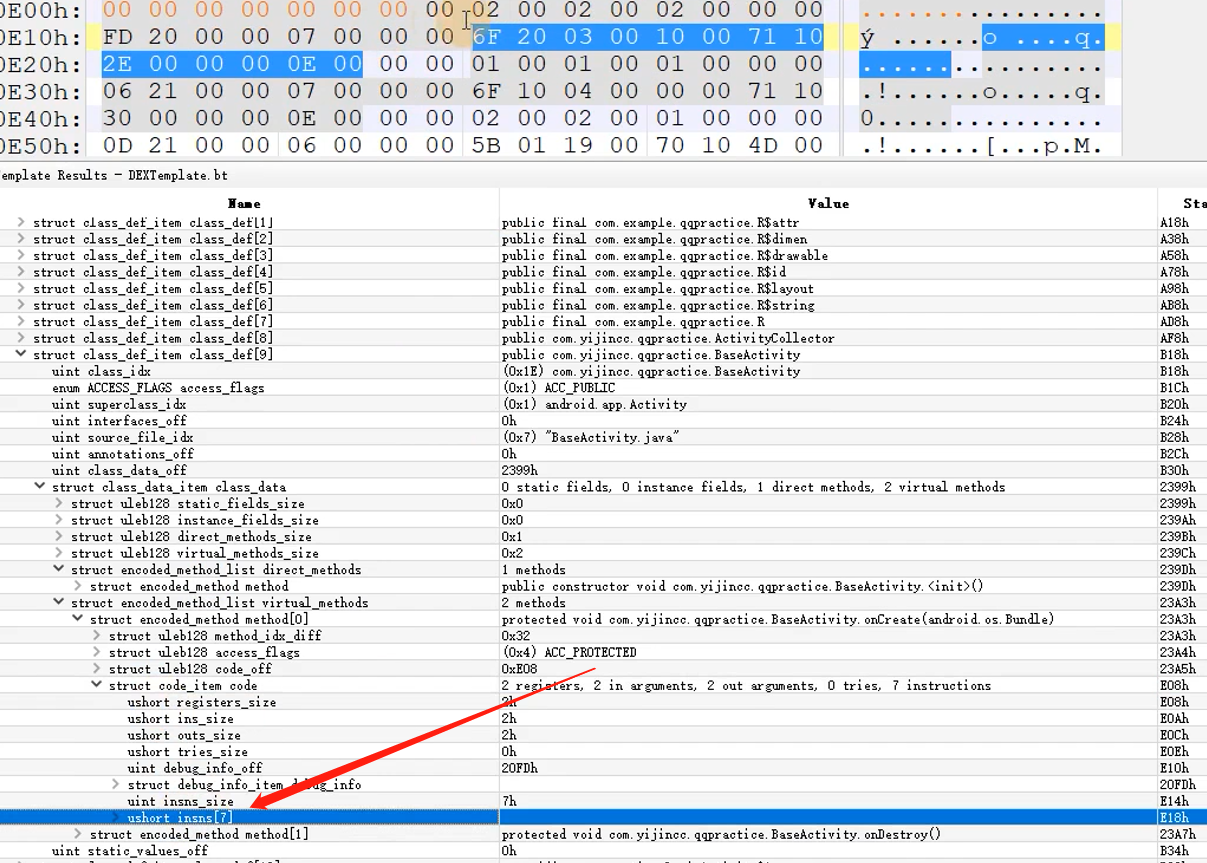 0E00h: 00 00 00 00 00 00 00 00 02 00 02 00 02 00 00 00 ................
0E10h: FD 20 00 00 07 00 00 00 6F 20 03 00 10 00 71 10 ý ......o ....q.
0E20h: 2E 00 00 00 0E 00 00 00 01 00 01 00 01 00 00 00 ................
0E30h: 06 21 00 00 07 00 00 00 6F 10 04 00 00 00 71 10 .!......o.....q.
0E40h: 30 00 00 00 0E 00 00 00 02 00 02 00 01 00 00 00 0...............
0E50h: 0D 21 00 00 06 00 00 00 5B 01 19 00 70 10 4D 00 .!......[...p.M.
emplate Results - DEXTemplate.bt
Name Value Sta
struct class_def_item class_def[1] public final com.example.qqpractice.R$attr A18h
struct class_def_item class_def[2] public final com.example.qqpractice.R$dimen A38h
struct class_def_item class_def[3] public final com.example.qqpractice.R$drawable A58h
struct class_def_item class_def[4] public final com.example.qqpractice.R$id A78h
struct class_def_item class_def[5] public final com.example.qqpractice.R$layout A98h
struct class_def_item class_def[6] public final com.example.qqpractice.R$string AB8h
struct class_def_item class_def[7] public final com.example.qqpractice.R AD8h
struct class_def_item class_def[8] public com.yijincc.qqpractice.ActivityCollector AF8h
struct class_def_item class_def[9] public com.yijincc.qqpractice.BaseActivity B18h
uint class_idx (0x1E) com.yijincc.qqpractice.BaseActivity B18h
enum ACCESS_FLAGS access_flags (0x1) ACC_PUBLIC B1Ch
uint superclass_idx (0x1) android.app.Activity B20h
uint interfaces_off 0h B24h
uint source_file_idx (0x7) "BaseActivity.java" B28h
uint annotations_off 0h B2Ch
uint class_data_off 2399h B30h
struct class_data_item class_data 0 static fields, 0 instance fields, 1 direct methods, 2 virtual methods 2399h
struct uleb128 static_fields_size 0x0 2399h
struct uleb128 instance_fields_size 0x0 239Ah
struct uleb128 direct_methods_size 0x1 239Bh
struct uleb128 virtual_methods_size 0x2 239Ch
struct encoded_method_list direct_methods 1 methods 239Dh
struct encoded_method method public constructor void com.yijincc.qqpractice.BaseActivity.<init>() 239Dh
struct encoded_method_list virtual_methods 2 methods 23A3h
struct encoded_method method[0] protected void com.yijincc.qqpractice.BaseActivity.onCreate(android.os.Bundle) 23A3h
struct uleb128 method_idx_diff 0x32 23A3h
struct uleb128 access_flags (0x4) ACC_PROTECTED 23A4h
struct uleb128 code_off 0xE08 23A5h
struct code_item code 2 registers, 2 in arguments, 2 out arguments, 0 tries, 7 instructions E08h
ushort registers_size 2h E08h
ushort ins_size 2h E0Ah
ushort outs_size 2h E0Ch
ushort tries_size 0h E0Eh
uint debug_info_off 20FDh E10h
struct debug_info_item debug_info 20FDh
uint insns_size 7h E14h
ushort insns[7] E18h
struct encoded_method method[1] protected void com.yijincc.qqpractice.BaseActivity.onDestroy() 23A7h
uint static_values_off 0h B34h